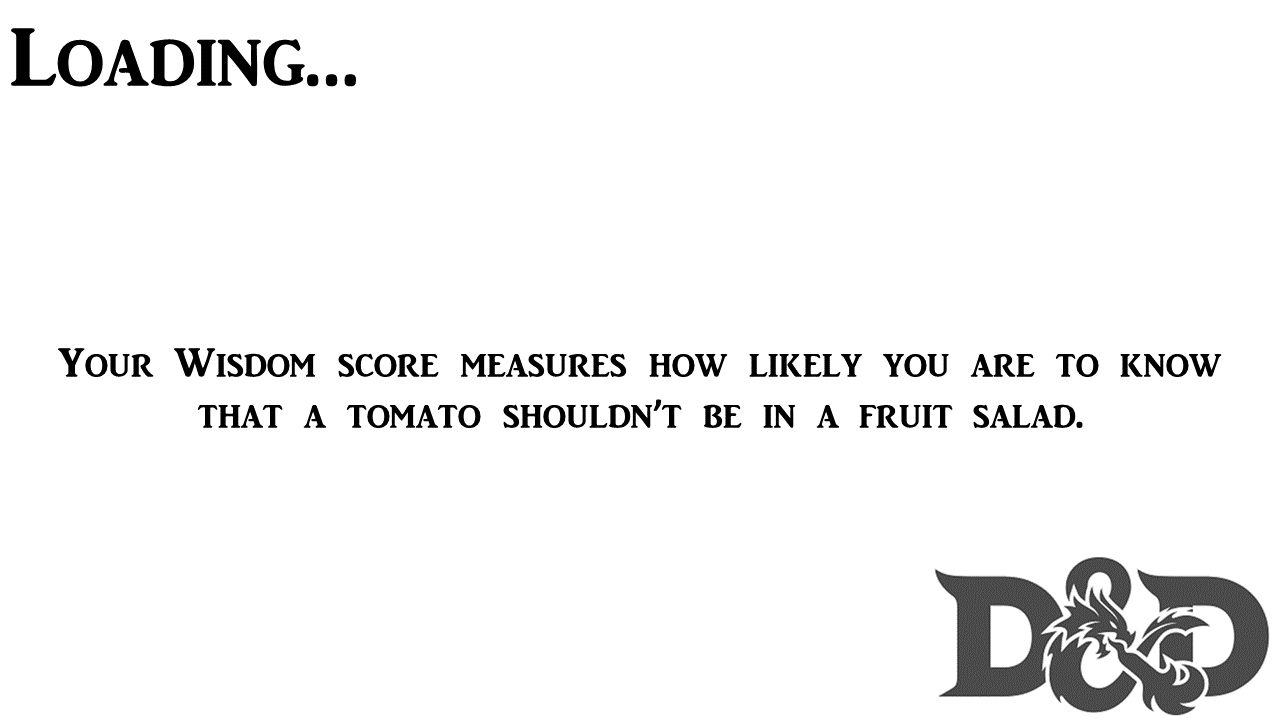 Loading...
Your Wisdom score measures how likely you are to know
that a tomato shouldn't be in a fruit salad.
D&D